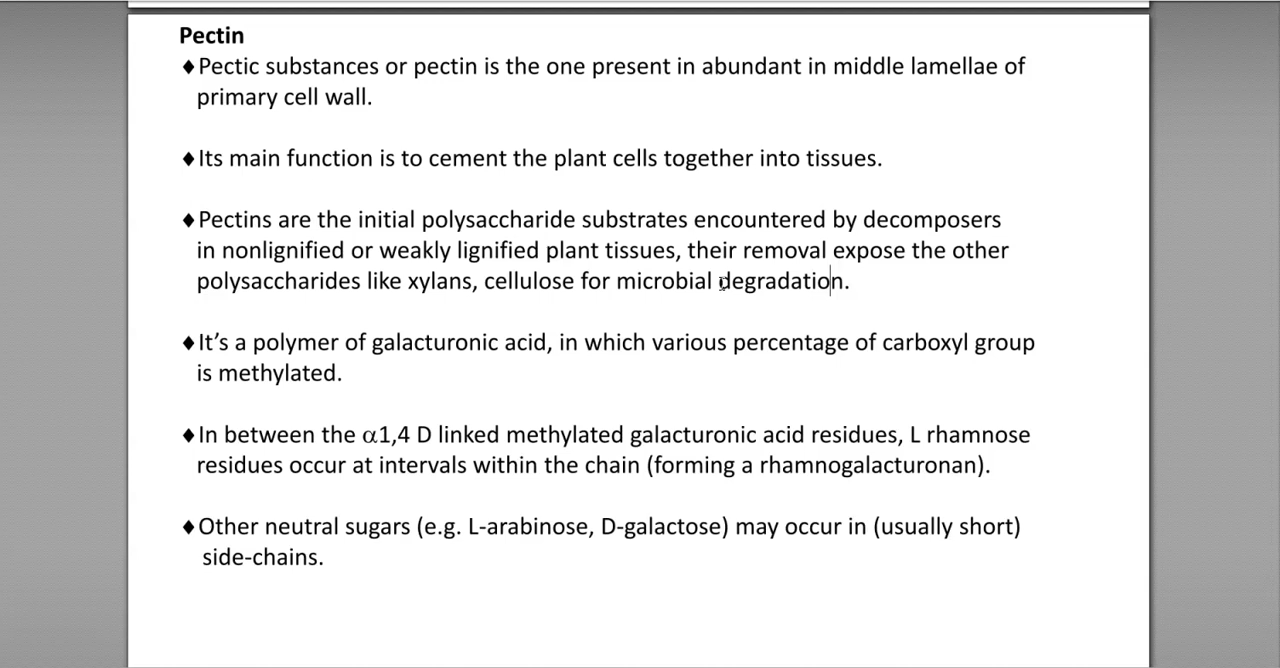 Pectin
♦Pectic substances or pectin is the one present in abundant in middle lamellae of
primary cell wall.
♦Its main function is to cement the plant cells together into tissues.
♦Pectins are the initial polysaccharide substrates encountered by decomposers
in nonlignified or weakly lignified plant tissues, their removal expose the other
polysaccharides like xylans, cellulose for microbial degradation.
♦It’s a polymer of galacturonic acid, in which various percentage of carboxyl group
is methylated.
♦In between the α1,4 D linked methylated galacturonic acid residues, L rhamnose
residues occur at intervals within the chain (forming a rhamnogalacturonan).
♦Other neutral sugars (e.g. L-arabinose, D-galactose) may occur in (usually short)
side-chains.